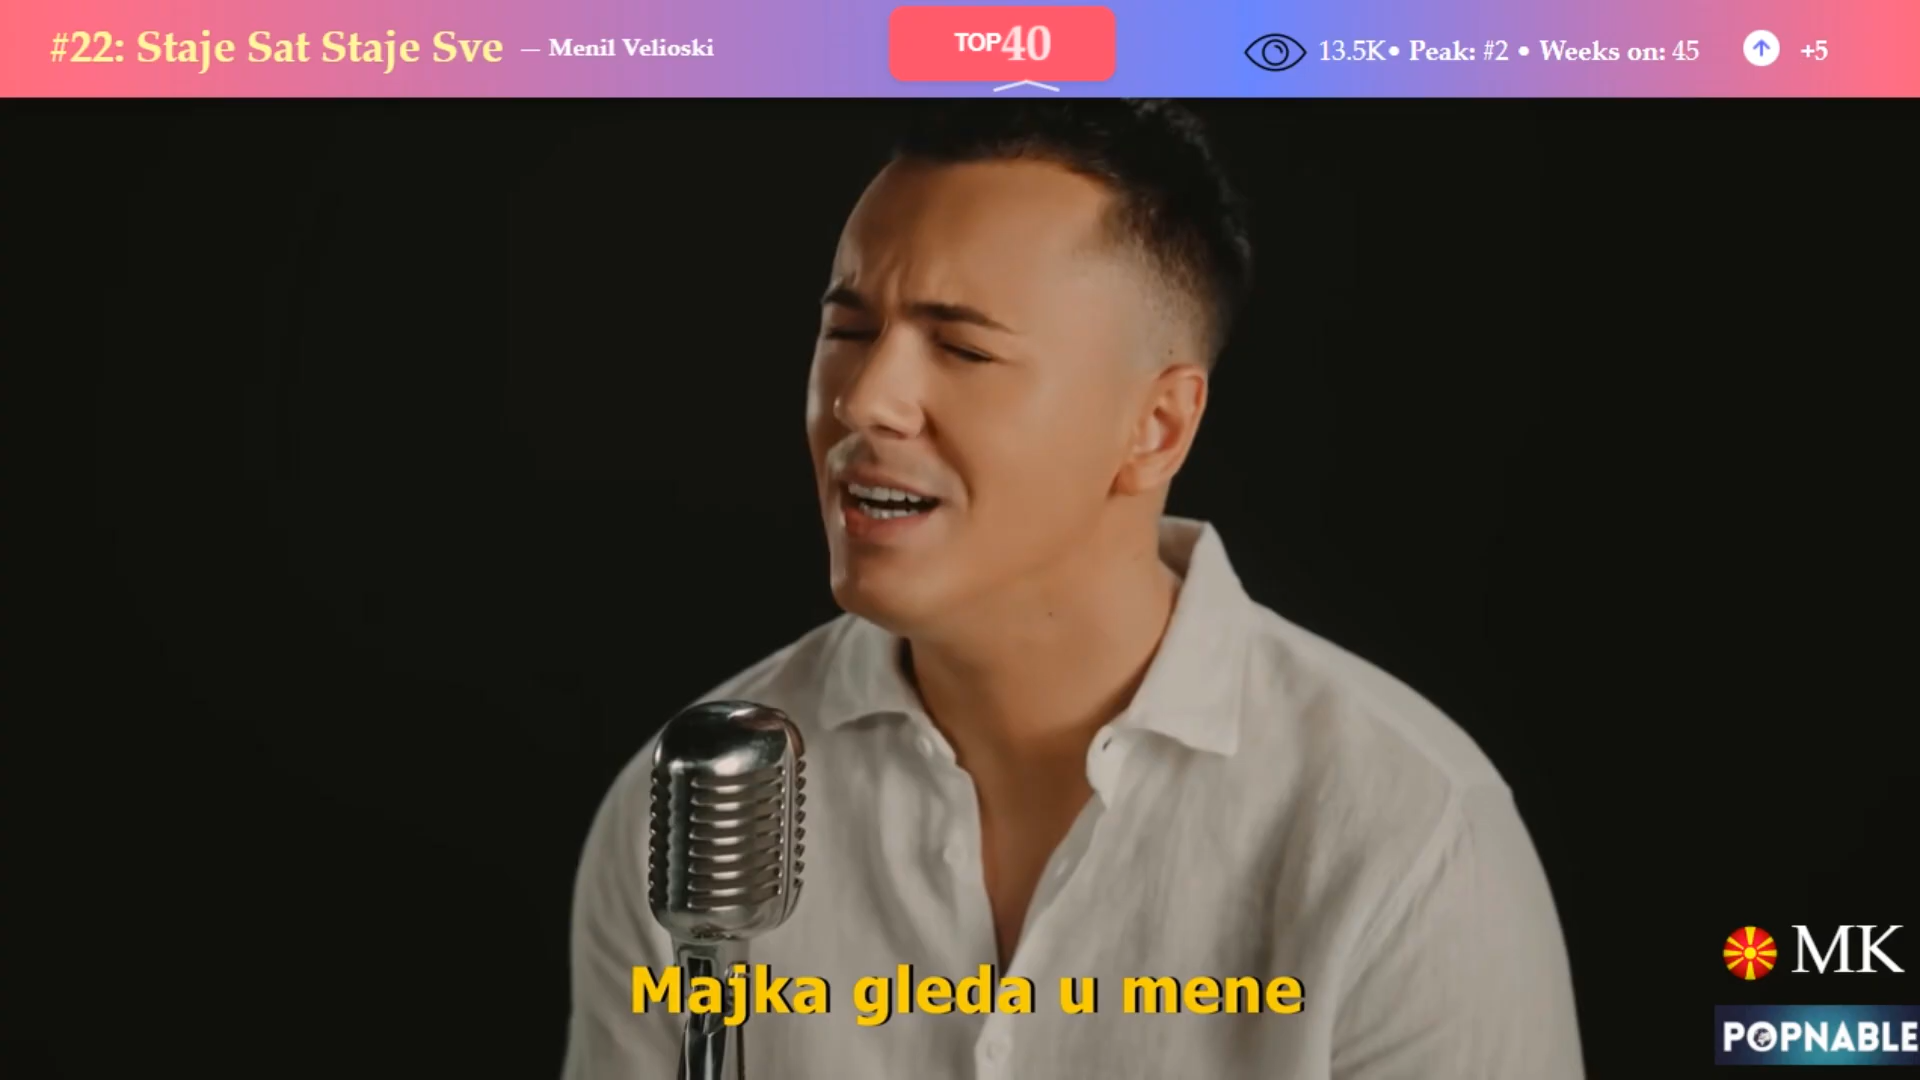 #22: Staje Sat Staje Sve — Menil Velioski
TOP40
13.5K• Peak: #2 • Weeks on: 45
+5
Majka gleda u mene
MK
POPNABLE